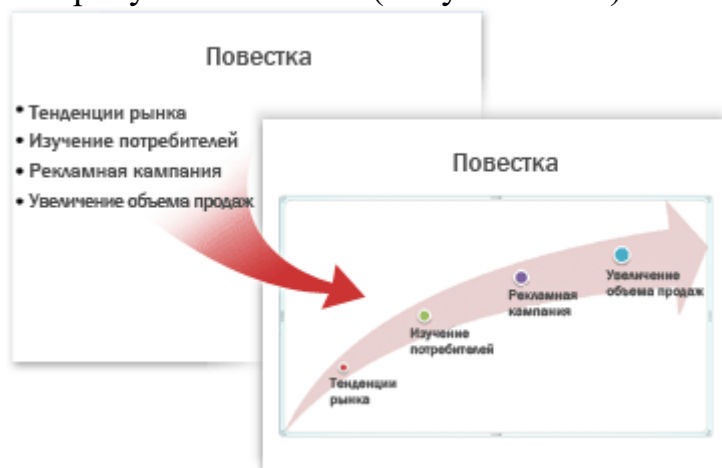 Повестка
• Тенденции рынка
• Изучение потребителей
• Рекламная кампания
• Увеличение объема продаж
Повестка
Увеличение
объема продаж
Рекламная
кампания
Изучение
потребителей
Тенденции
рынка